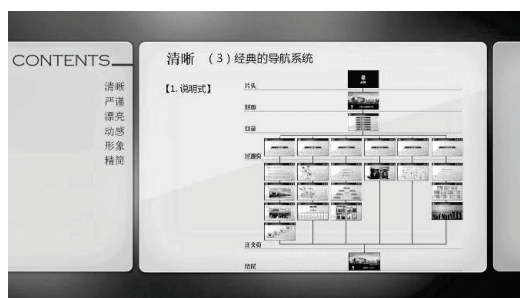 CONTENTS
清晰
严谨
漂亮
动感
形象
精简
清晰 （3）经典的导航系统
【1. 说明式】
片头
封面
目录
过渡页
正文页
结尾